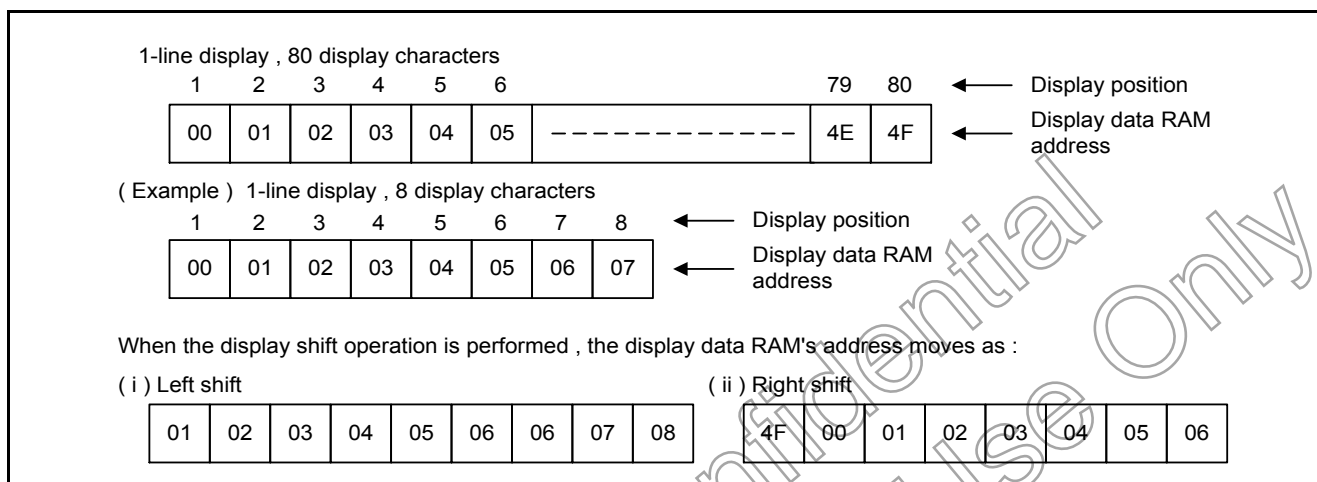 1-line display , 80 display characters
1 2 3 4 5 6 79 80 Display position
00 01 02 03 04 05 4E 4F Display data RAM address
( Example ) 1-line display , 8 display characters
1 2 3 4 5 6 7 8 Display position
00 01 02 03 04 05 06 07 Display data RAM address
When the display shift operation is performed , the display data RAM's address moves as :
( i ) Left shift ( ii ) Right shift
01 02 03 04 05 06 06 07 08 4F 00 01 02 03 04 05 06
Confidential
Use Only